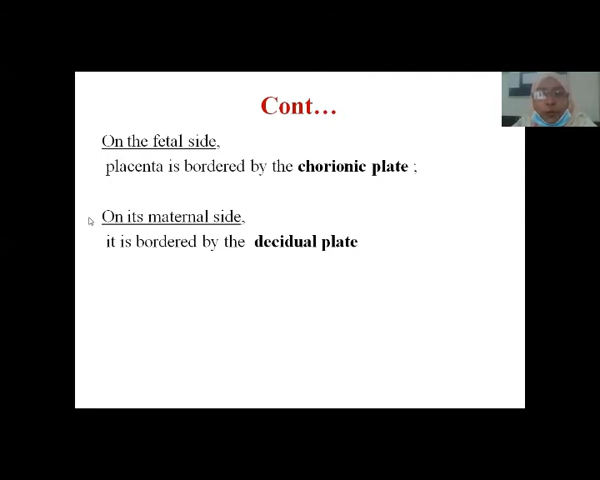 Cont…
On the fetal side,
placenta is bordered by the chorionic plate ;
On its maternal side,
it is bordered by the decidual plate